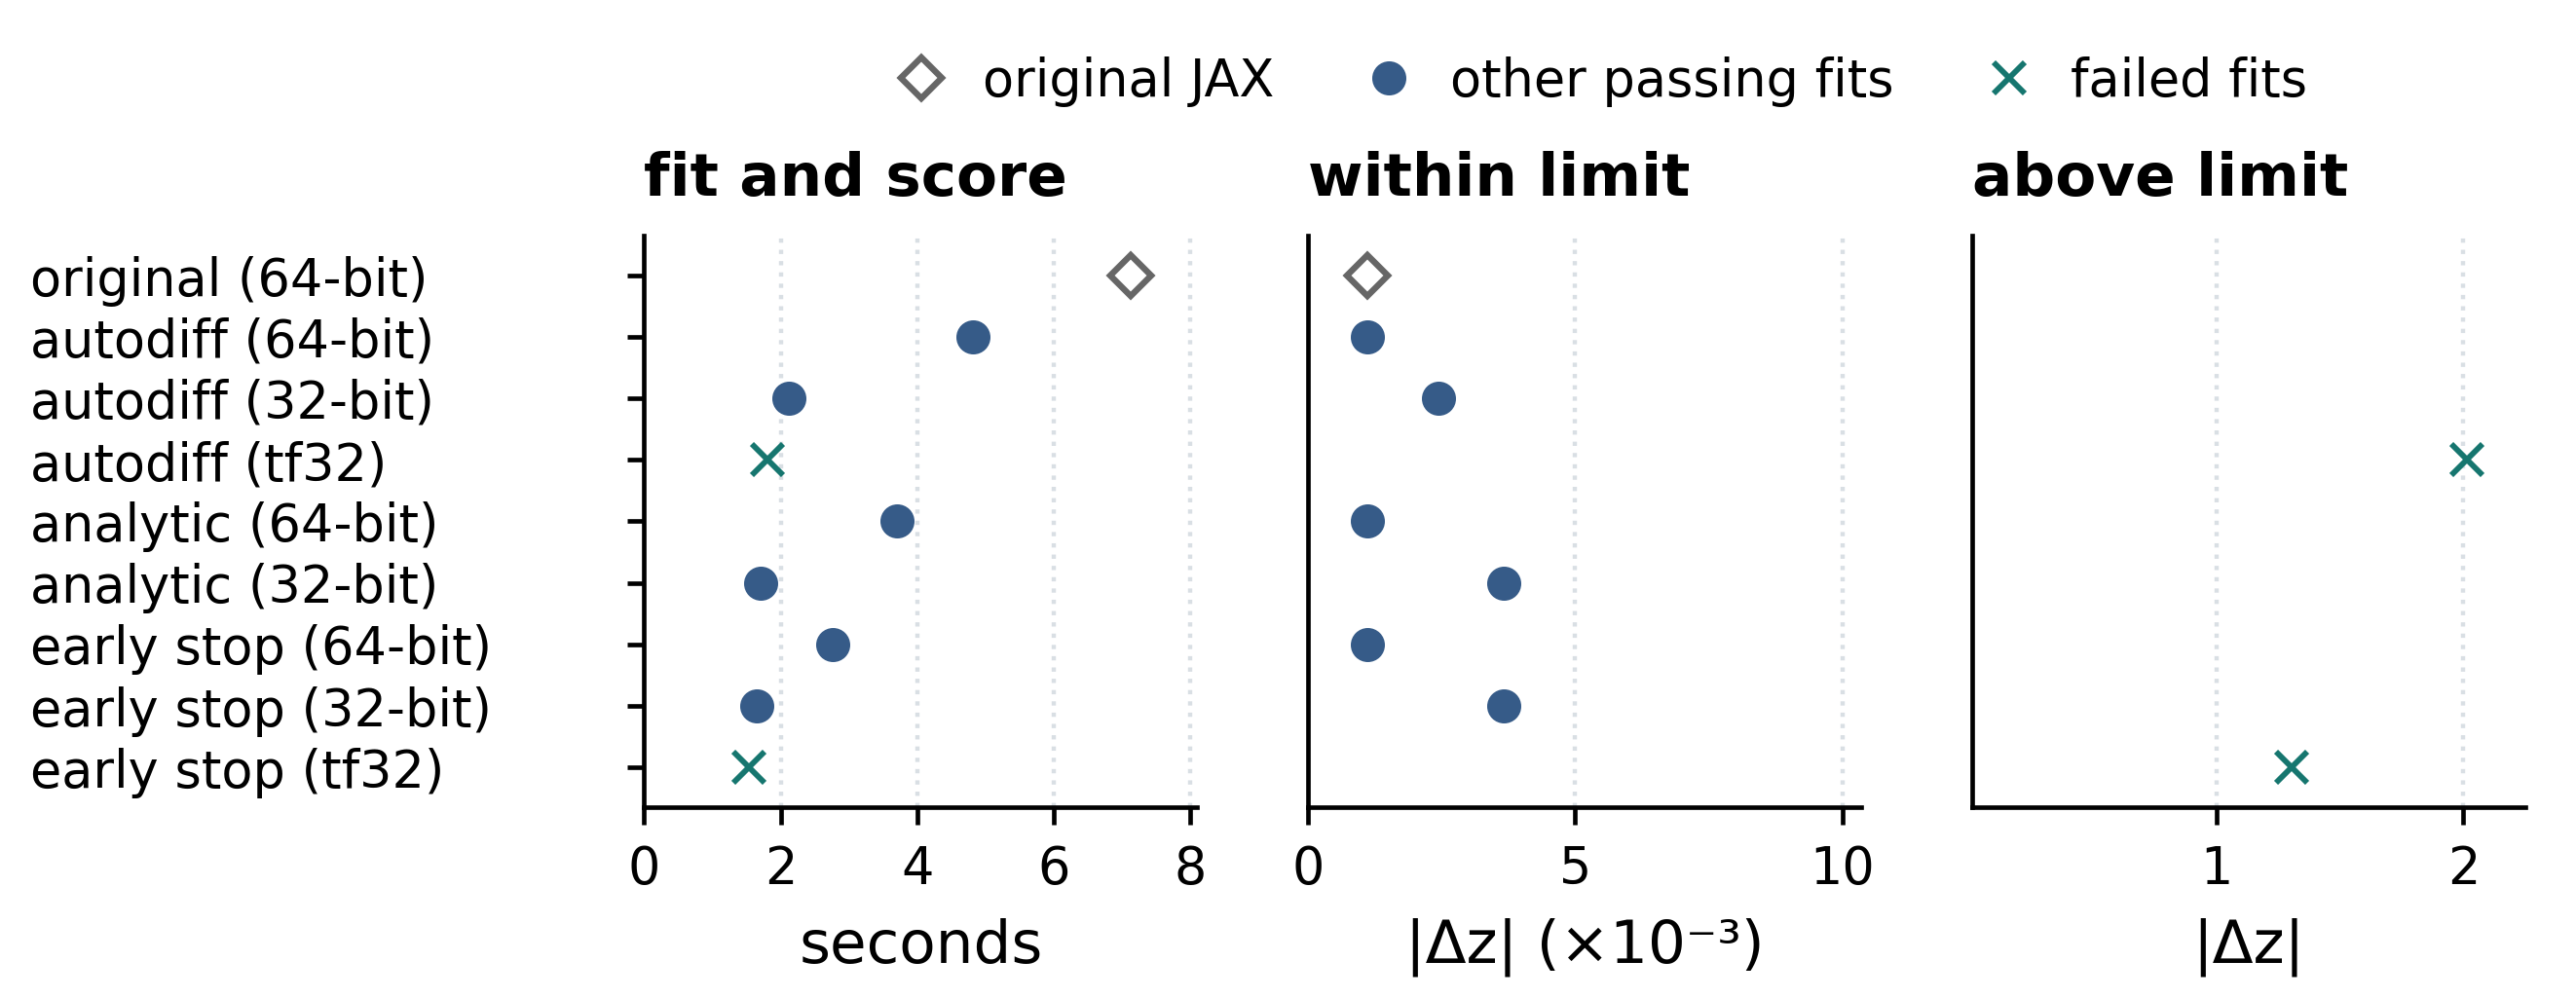 original JAX
other passing fits
failed fits
fit and score
within limit
above limit
original (64-bit)
autodiff (64-bit)
autodiff (32-bit)
autodiff (tf32)
analytic (64-bit)
analytic (32-bit)
early stop (64-bit)
early stop (32-bit)
early stop (tf32)
0 2 4 6 8
seconds
0 5 10
|Δz| (×10⁻³)
1 2
|Δz|